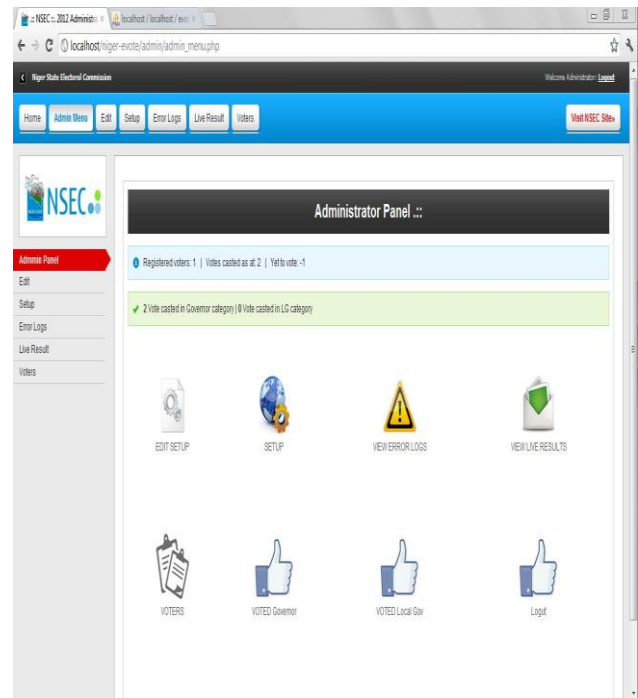 .:: NSEC ::. 2012 Administra
localhost / localhost / evot
localhost/niger-evote/admin/admin_menu.php
Niger State Electoral Commission
Welcome Administrator: Logout
Home
Admin Menu
Edit
Setup
Error Logs
Live Result
Voters
Visit NSEC Site»
NSEC
Administrator Panel .:::
Admmin Panel
Edit
Setup
Error Logs
Live Result
Voters
Registered voters: 1 | Votes casted as at: 2 | Yet to vote: -1
2 Vote casted in Governor category | 0 Vote casted in LG category
EDIT SETUP
SETUP
VIEW ERROR LOGS
VIEW LIVE RESULTS
VOTERS
VOTED Governor
VOTED Local Gov
Logut